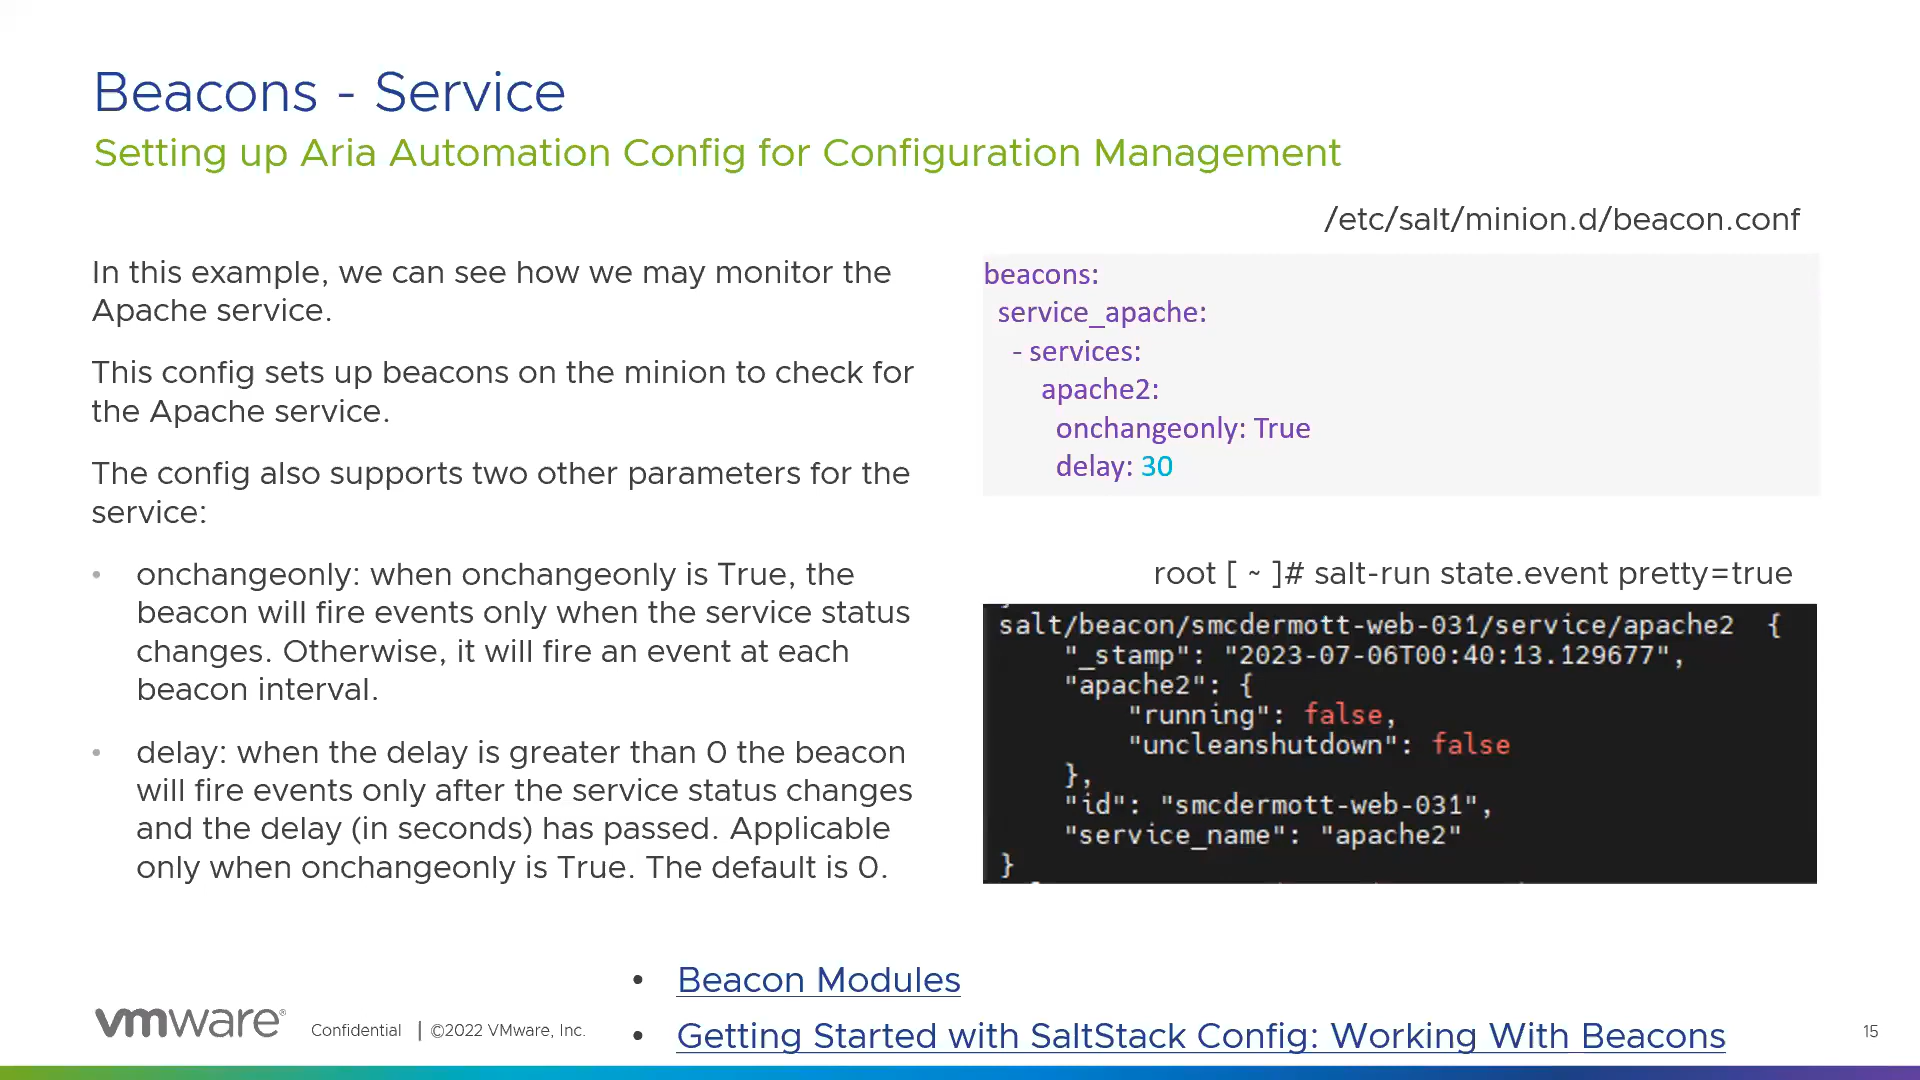 Beacons - Service
Setting up Aria Automation Config for Configuration Management
In this example, we can see how we may monitor the
Apache service.
This config sets up beacons on the minion to check for
the Apache service.
The config also supports two other parameters for the
service:
• onchangeonly: when onchangeonly is True, the
beacon will fire events only when the service status
changes. Otherwise, it will fire an event at each
beacon interval.
• delay: when the delay is greater than 0 the beacon
will fire events only after the service status changes
and the delay (in seconds) has passed. Applicable
only when onchangeonly is True. The default is 0.
/etc/salt/minion.d/beacon.conf
beacons:
  service_apache:
    - services:
        apache2:
          onchangeonly: True
          delay: 30
root [ ~ ]# salt-run state.event pretty=true
salt/beacon/smcdermott-web-031/service/apache2  {
    "_stamp": "2023-07-06T00:40:13.129677",
    "apache2": {
        "running": false,
        "uncleanshutdown": false
    },
    "id": "smcdermott-web-031",
    "service_name": "apache2"
}
• Beacon Modules
• Getting Started with SaltStack Config: Working With Beacons
vmware® Confidential | ©2022 VMware, Inc.
15